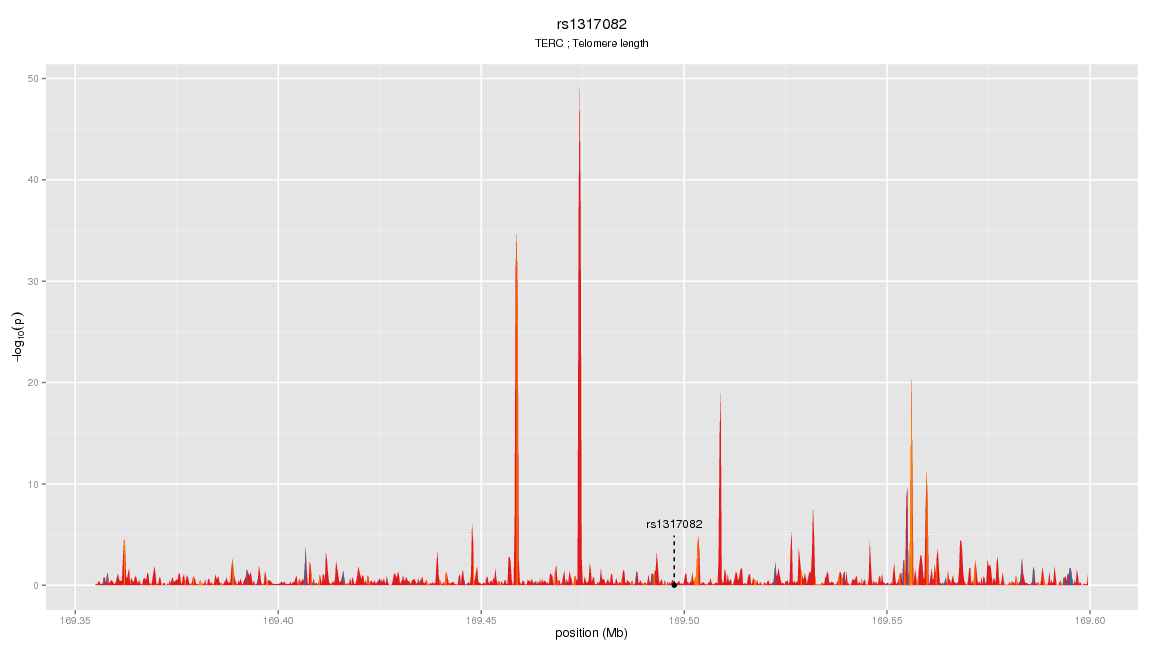 rs1317082
TERC ; Telomere length
50
40
30
20
10
0
−log10(p)
rs1317082
169.35 169.40 169.45 169.50 169.55 169.60
position (Mb)